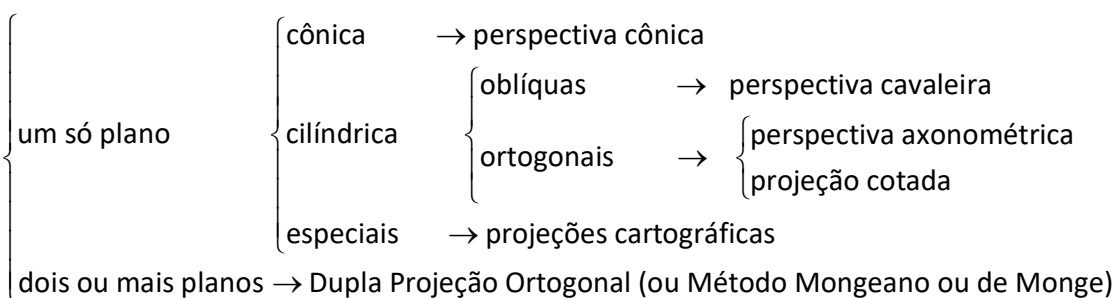 cônica → perspectiva cônica
oblíquas → perspectiva cavaleira
um só plano
cilíndrica
perspectiva axonométrica
ortogonais →
projeção cotada
especiais → projeções cartográficas
dois ou mais planos → Dupla Projeção Ortogonal (ou Método Mongeano ou de Monge)